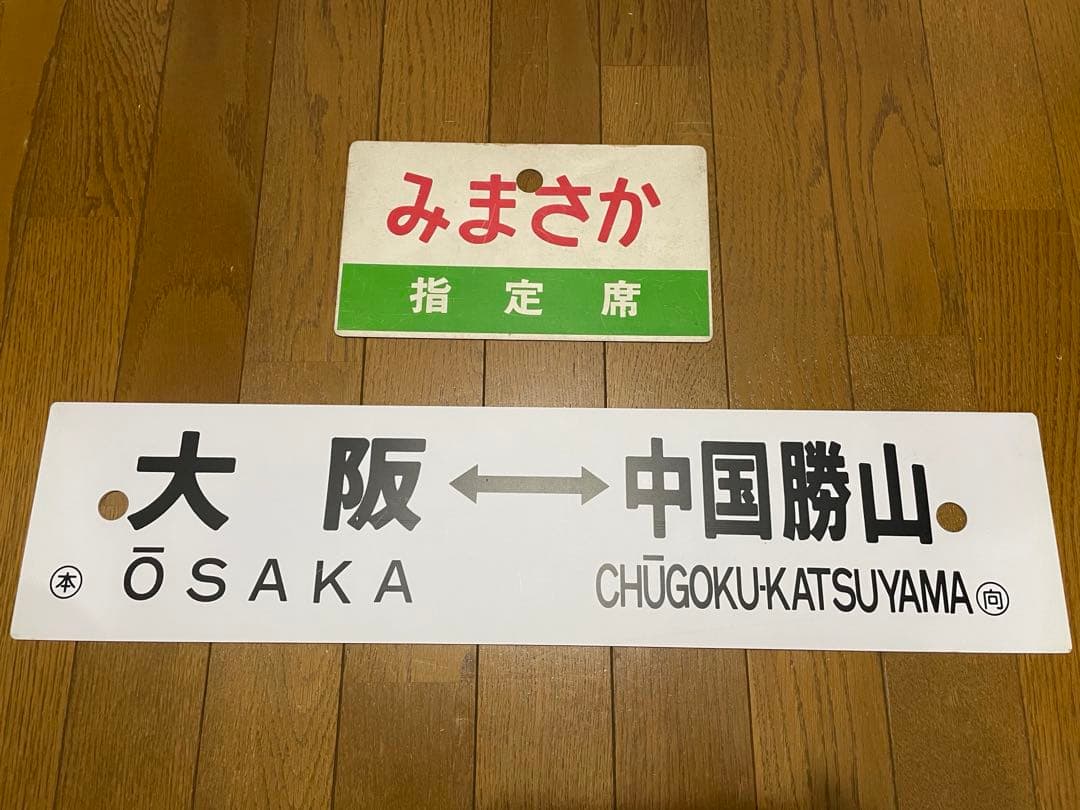 みまさか
指定席
大阪 ↔ 中国勝山
ŌSAKA CHŪGOKU-KATSUYAMA
本 向